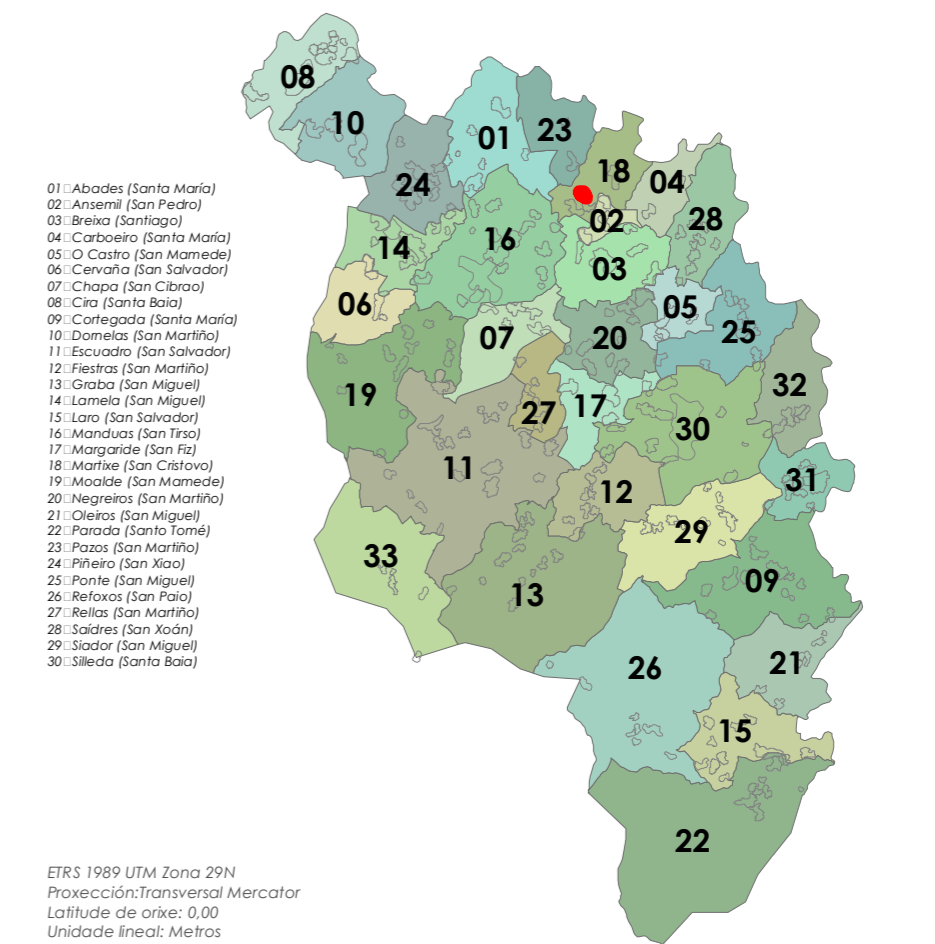 08
10
01
23
18
04
24
02
28
16
14
03
06
05
25
07
20
32
19
27
17
30
11
12
31
29
33
09
13
26
21
15
22
01 Abades (Santa María)
02 Ansemil (San Pedro)
03 Breixa (Santiago)
04 Carboeiro (Santa María)
05 O Castro (San Mamede)
06 Cervaña (San Salvador)
07 Chapa (San Cibrao)
08 Cira (Santa Baia)
09 Cortegada (Santa María)
10 Dornelas (San Martiño)
11 Escuadro (San Salvador)
12 Fiestras (San Martiño)
13 Graba (San Miguel)
14 Lamela (San Miguel)
15 Laro (San Salvador)
16 Manduas (San Tirso)
17 Margaride (San Fiz)
18 Martixe (San Cristovo)
19 Moalde (San Mamede)
20 Negreiros (San Martiño)
21 Oleiros (San Miguel)
22 Parada (Santo Tomé)
23 Pazos (San Martiño)
24 Piñeiro (San Xiao)
25 Ponte (San Miguel)
26 Refoxos (San Paio)
27 Rellas (San Martiño)
28 Saídres (San Xoán)
29 Siador (San Miguel)
30 Silleda (Santa Baia)
ETRS 1989 UTM Zona 29N
Proxección:Transversal Mercator
Latitude de orixe: 0,00
Unidade lineal: Metros